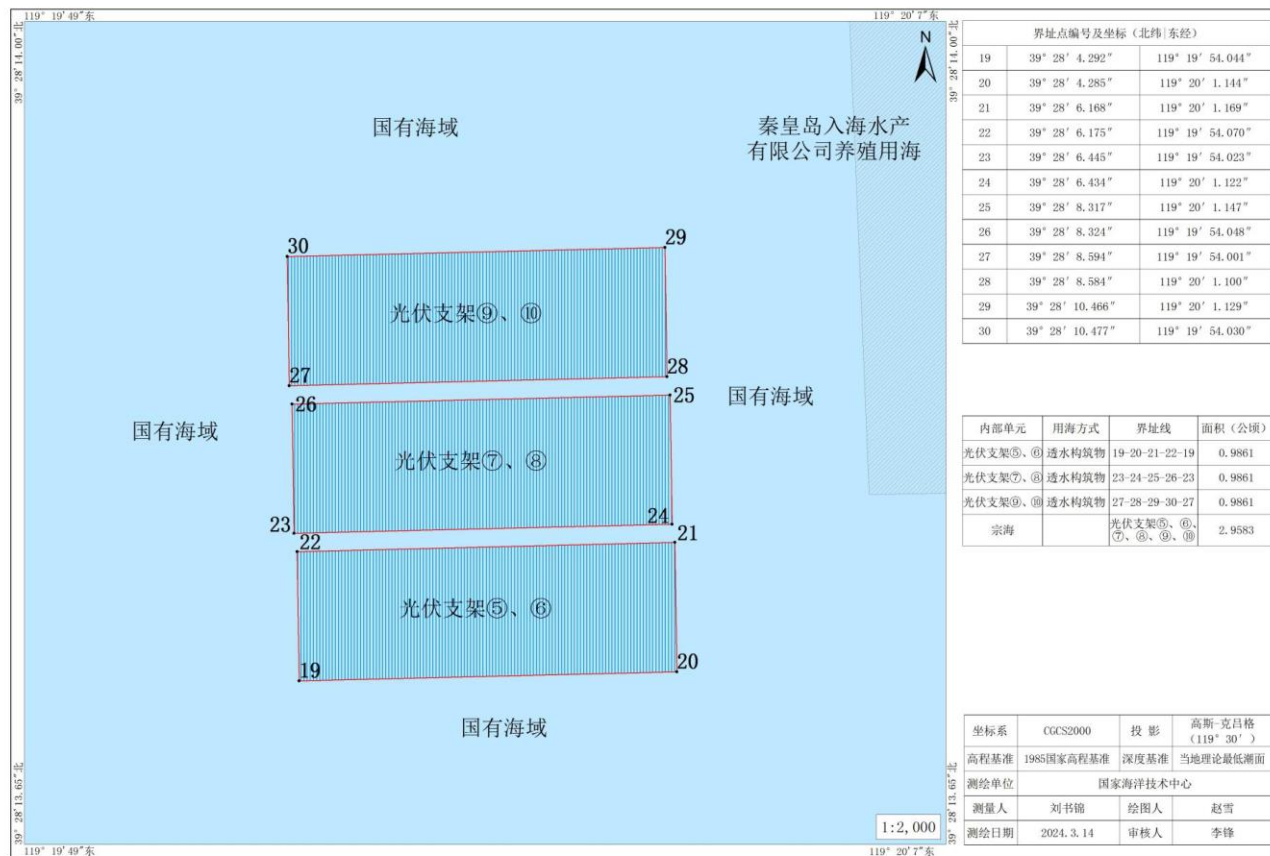 119° 19′ 49″东
119° 20′ 7″东
39° 28′ 14.00″北
39° 28′ 14.00″北
N
国有海域
秦皇岛入海水产
有限公司养殖用海
30
29
光伏支架⑨、⑩
27
28
26
25
国有海域
国有海域
光伏支架⑦、⑧
23
24
22
21
光伏支架⑤、⑥
19
20
国有海域
1:2,000
39° 28′ 13.65″北
39° 28′ 13.65″北
119° 19′ 49″东
119° 20′ 7″东
界址点编号及坐标（北纬|东经）
19 39° 28′ 4.292″ 119° 19′ 54.044″
20 39° 28′ 4.285″ 119° 20′ 1.144″
21 39° 28′ 6.168″ 119° 20′ 1.169″
22 39° 28′ 6.175″ 119° 19′ 54.070″
23 39° 28′ 6.445″ 119° 19′ 54.023″
24 39° 28′ 6.434″ 119° 20′ 1.122″
25 39° 28′ 8.317″ 119° 20′ 1.147″
26 39° 28′ 8.324″ 119° 19′ 54.048″
27 39° 28′ 8.594″ 119° 19′ 54.001″
28 39° 28′ 8.584″ 119° 20′ 1.100″
29 39° 28′ 10.466″ 119° 20′ 1.129″
30 39° 28′ 10.477″ 119° 19′ 54.030″
内部单元 用海方式 界址线 面积（公顷）
光伏支架⑤、⑥ 透水构筑物 19-20-21-22-19 0.9861
光伏支架⑦、⑧ 透水构筑物 23-24-25-26-23 0.9861
光伏支架⑨、⑩ 透水构筑物 27-28-29-30-27 0.9861
宗海 光伏支架⑤、⑥、
⑦、⑧、⑨、⑩ 2.9583
坐标系 CGCS2000 投 影 高斯-克吕格
（119° 30′ ）
高程基准 1985国家高程基准 深度基准 当地理论最低潮面
测绘单位 国家海洋技术中心
测量人 刘书锦 绘图人 赵雪
测绘日期 2024.3.14 审核人 李锋